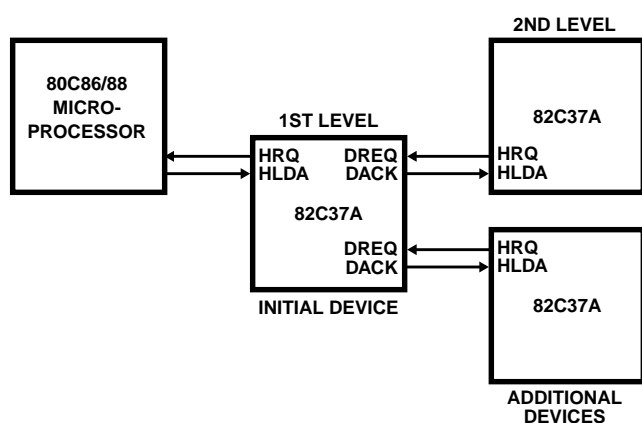 80C86/88
MICRO-
PROCESSOR
1ST LEVEL
HRQ
HLDA
DREQ
DACK
82C37A
DREQ
DACK
INITIAL DEVICE
2ND LEVEL
82C37A
HRQ
HLDA
HRQ
HLDA
82C37A
ADDITIONAL
DEVICES